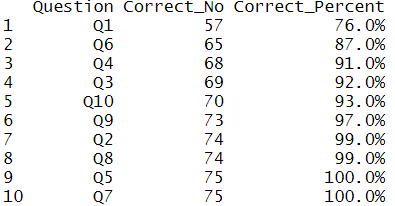 Question Correct_No Correct_Percent
1 Q1 57 76.0%
2 Q6 65 87.0%
3 Q4 68 91.0%
4 Q3 69 92.0%
5 Q10 70 93.0%
6 Q9 73 97.0%
7 Q2 74 99.0%
8 Q8 74 99.0%
9 Q5 75 100.0%
10 Q7 75 100.0%